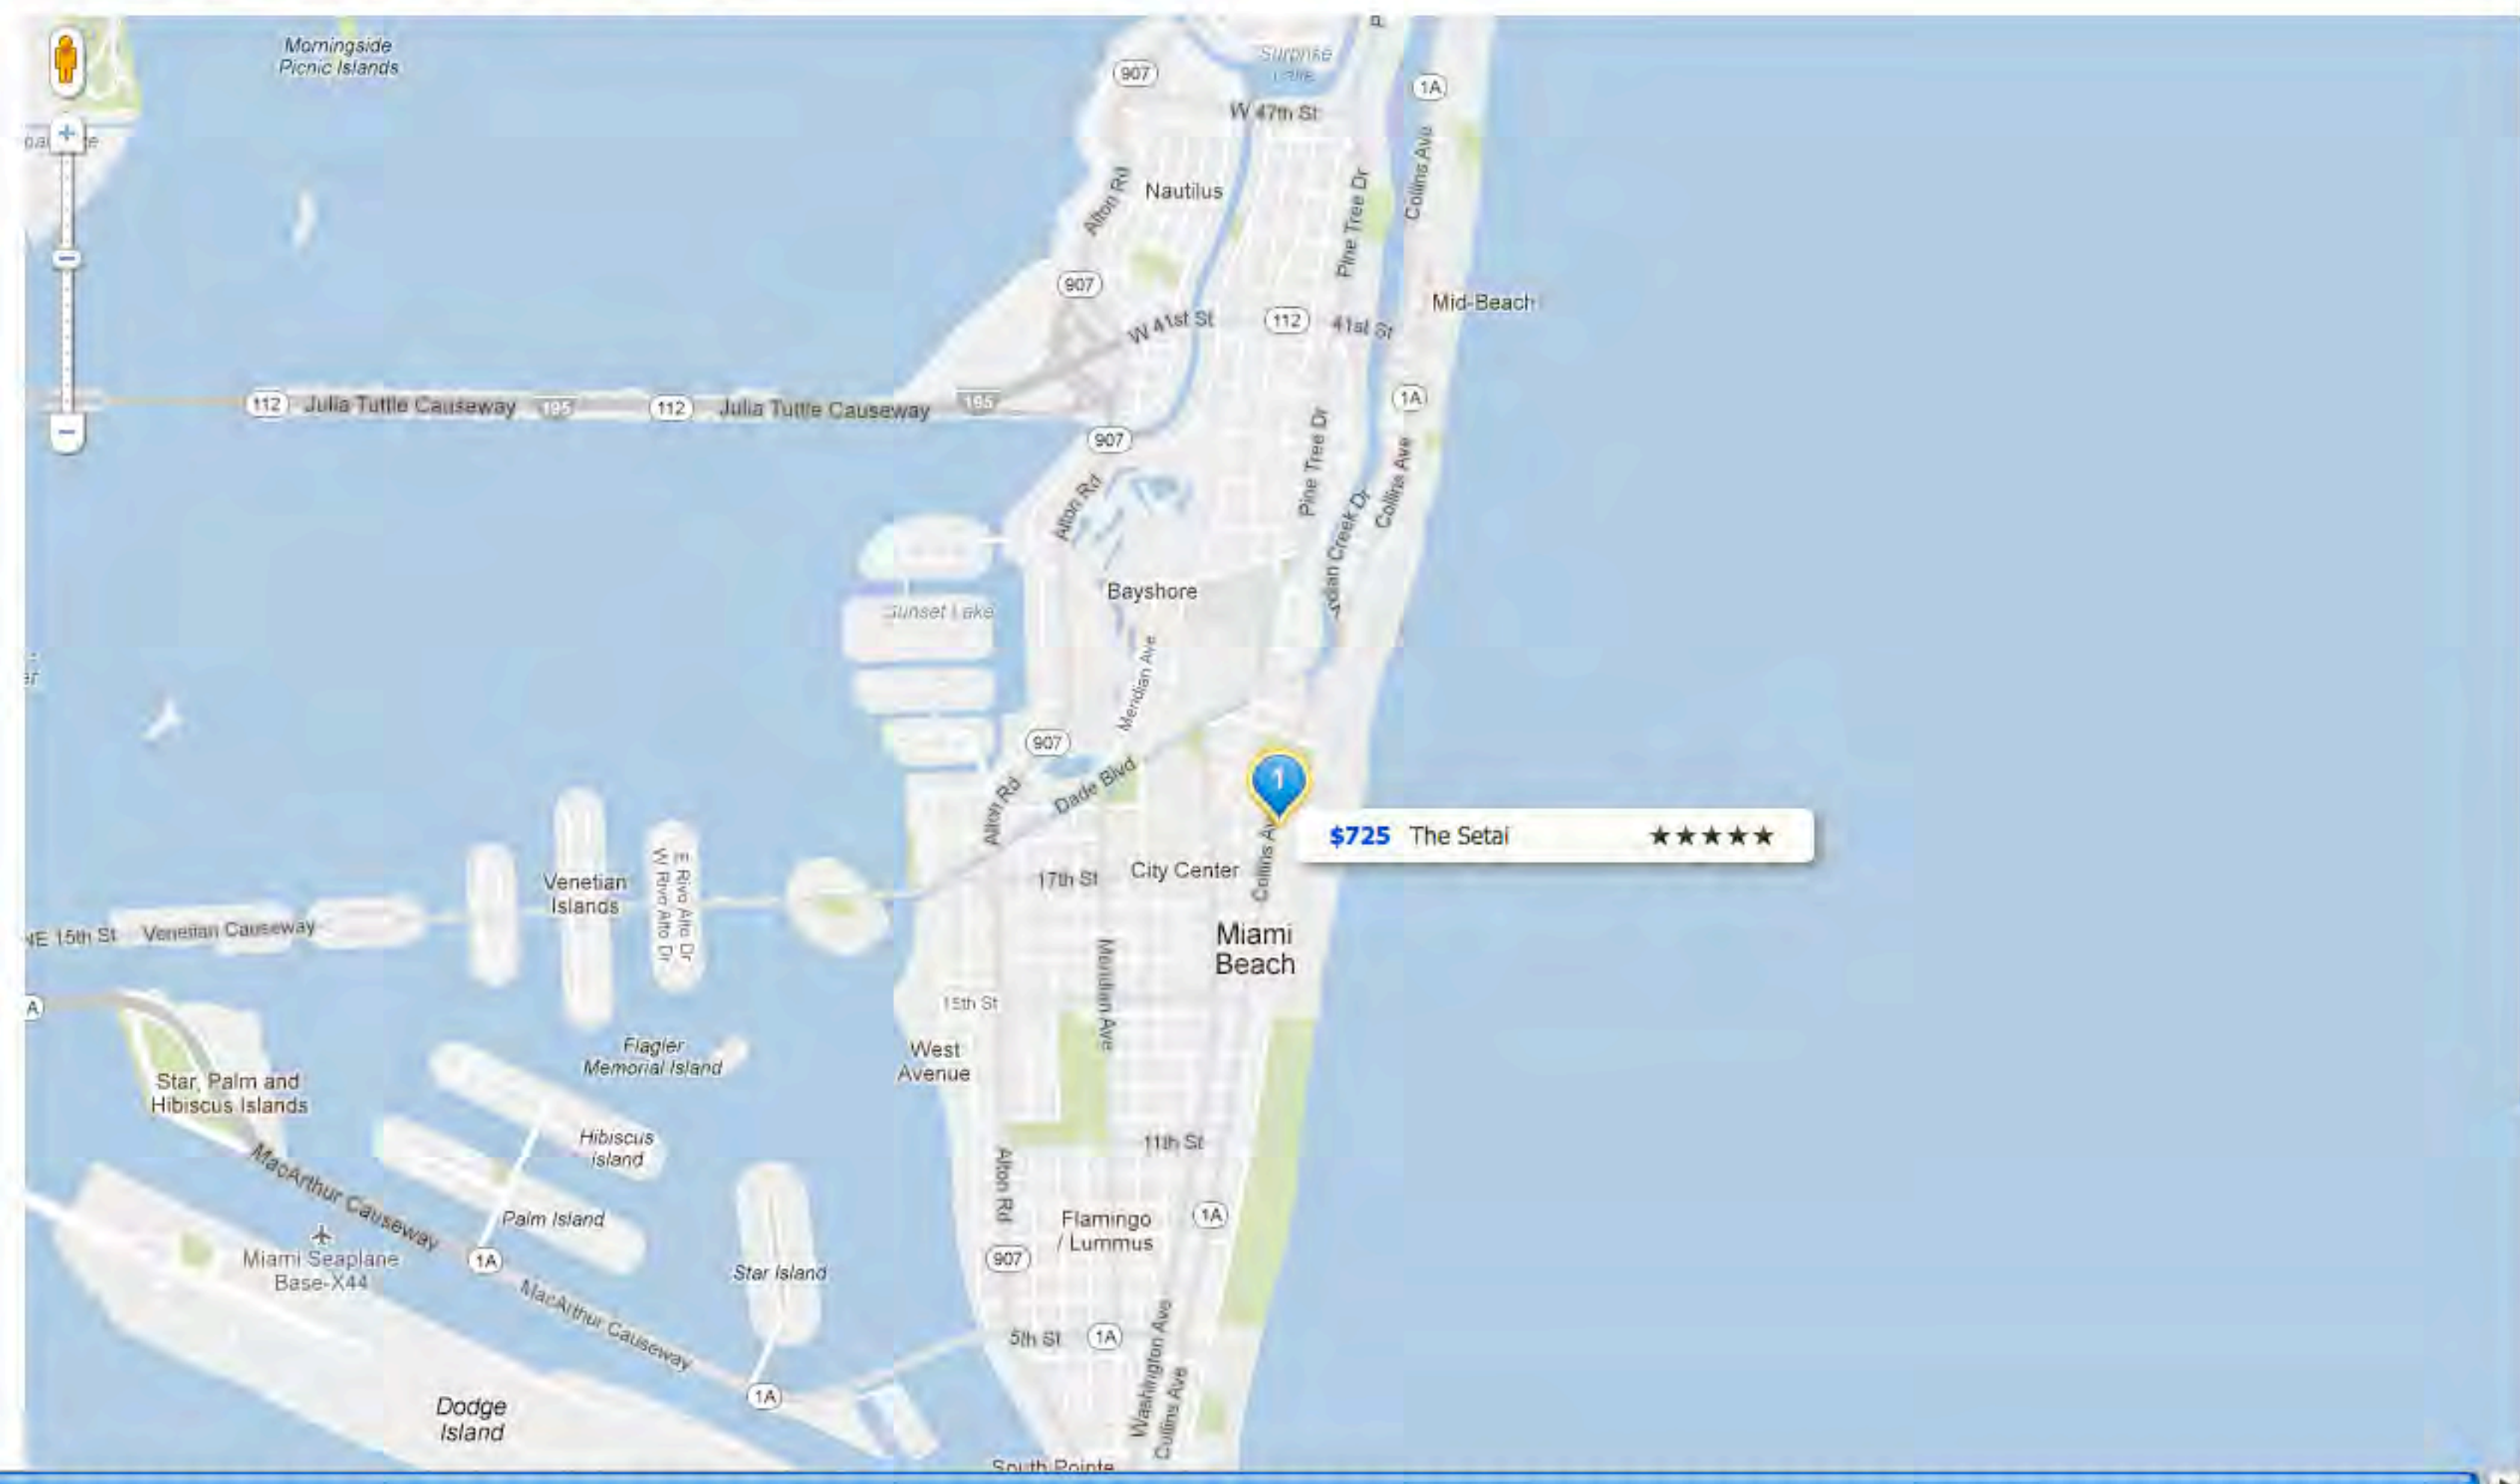 Morningside
Picnic Islands
Surprise
Lake
907
1A
W 47th St
Collins Ave
Alton Rd
Nautilus
Pine Tree Dr
907
Mid-Beach
W 41st St
112
41st St
112
Julia Tuttle Causeway
195
112
Julia Tuttle Causeway
195
1A
907
Pine Tree Dr
Collins Ave
Alton Rd
Creek Dr
Bayshore
Sunset Lake
Meridian Ave
907
Dade Blvd
Alton Rd
1
$725 The Setai ★★★★★
Collins
17th St
City Center
Venetian
Islands
E Rivo Alto Dr
W Rivo Alto Dr
NE 15th St
Venetian Causeway
Miami
Beach
Meridian Ave
A
15th St
Flagler
Memorial Island
West
Avenue
Star, Palm and
Hibiscus Islands
Hibiscus
island
11th St
MacArthur Causeway
Alton Rd
Palm Island
Flamingo
/ Lummus
1A
Miami Seaplane
Base-X44
1A
907
Star Island
MacArthur Causeway
5th St
1A
Washington Ave
Collins Ave
1A
Dodge
Island
South Pointe